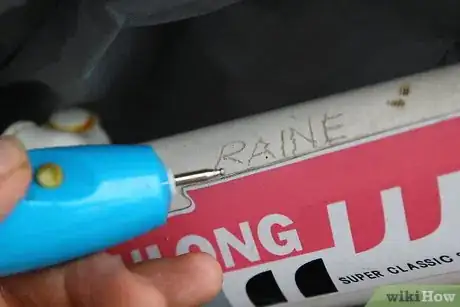 RAINE
LONG
SUPER CLASSIC
wikiHow